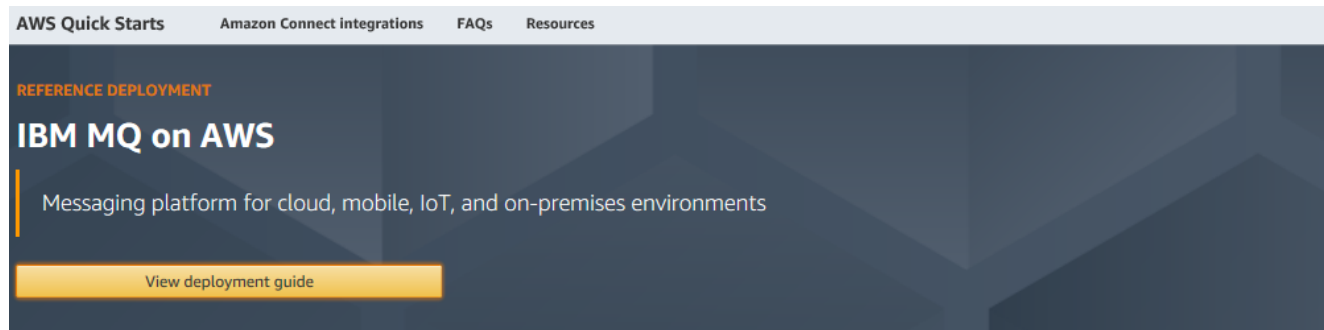 AWS Quick Starts Amazon Connect integrations FAQs Resources
REFERENCE DEPLOYMENT
IBM MQ on AWS
Messaging platform for cloud, mobile, IoT, and on-premises environments
View deployment guide